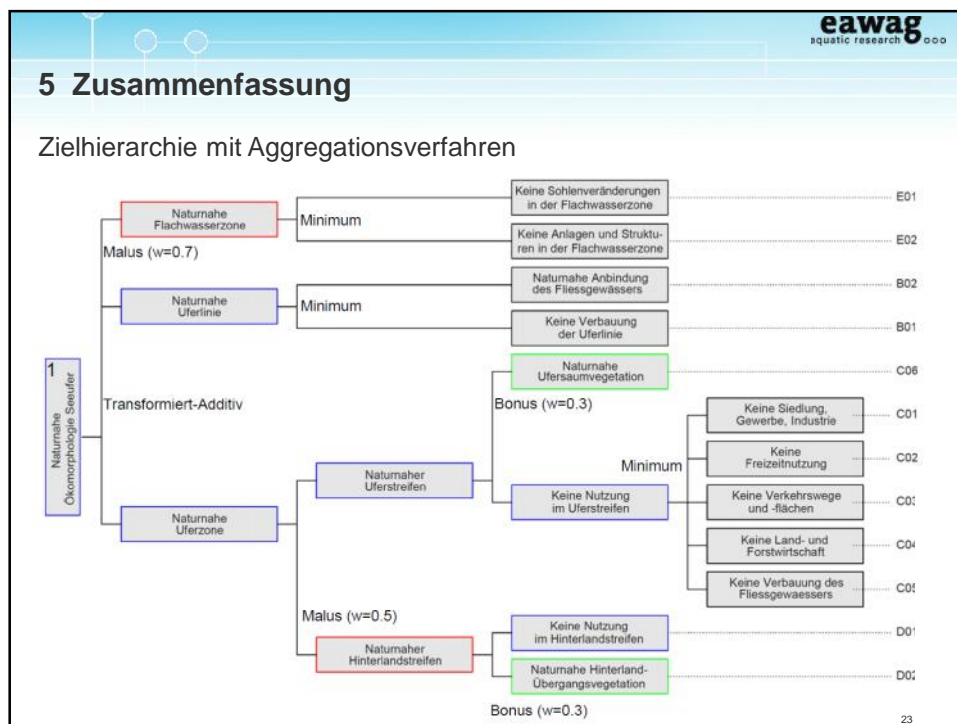 eawag
aquatic research
5 Zusammenfassung
Zielhierarchie mit Aggregationsverfahren
1
Naturnahe
Ökomorphologie Seeufer
Transformiert-Additiv
Naturnahe
Flachwasserzone
Malus (w=0.7)
Minimum
Keine Sohlenveränderungen
in der Flachwasserzone
E01
Keine Anlagen und Struktu-
ren in der Flachwasserzone
E02
Naturnahe
Uferlinie
Minimum
Naturnahe Anbindung
des Fliessgewässers
B02
Keine Verbauung
der Uferlinie
B01
Naturnahe
Uferzone
Naturnaher
Uferstreifen
Naturnahe
Ufersaumvegetation
C06
Bonus (w=0.3)
Keine Nutzung
im Uferstreifen
Minimum
Keine Siedlung,
Gewerbe, Industrie
C01
Keine
Freizeitnutzung
C02
Keine Verkehrswege
und -flächen
C03
Keine Land- und
Forstwirtschaft
C04
Keine Verbauung des
Fliessgewaessers
C05
Malus (w=0.5)
Naturnaher
Hinterlandstreifen
Keine Nutzung
im Hinterlandstreifen
D01
Naturnahe Hinterland-
Übergangsvegetation
D02
Bonus (w=0.3)
23